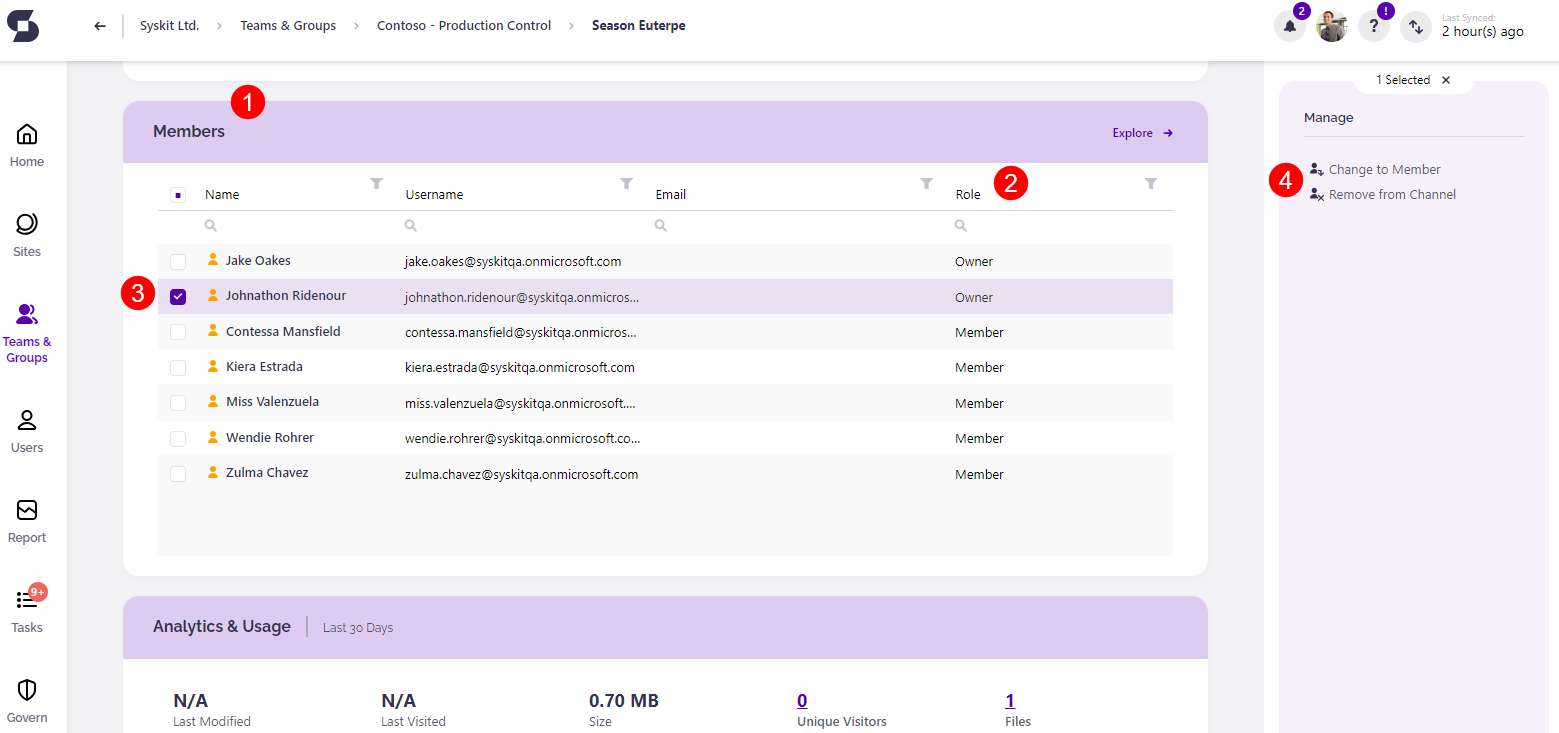 Syskit Ltd. > Teams & Groups > Contoso - Production Control > Season Euterpe
2
!
?
Last Synced:
2 hour(s) ago
Home
Sites
Teams &
Groups
Users
Report
9+
Tasks
Govern
1
Members
Explore
Name Username Email Role
2
Jake Oakes jake.oakes@syskitqa.onmicrosoft.com Owner
3
Johnathon Ridenour johnathon.ridenour@syskitqa.onmicros... Owner
Contessa Mansfield contessa.mansfield@syskitqa.onmicros... Member
Kiera Estrada kiera.estrada@syskitqa.onmicrosoft.com Member
Miss Valenzuela miss.valenzuela@syskitqa.onmicrosoft.... Member
Wendie Rohrer wendie.rohrer@syskitqa.onmicrosoft.co... Member
Zulma Chavez zulma.chavez@syskitqa.onmicrosoft.com Member
Analytics & Usage | Last 30 Days
N/A N/A 0.70 MB 0 1
Last Modified Last Visited Size Unique Visitors Files
1 Selected
Manage
4
Change to Member
Remove from Channel